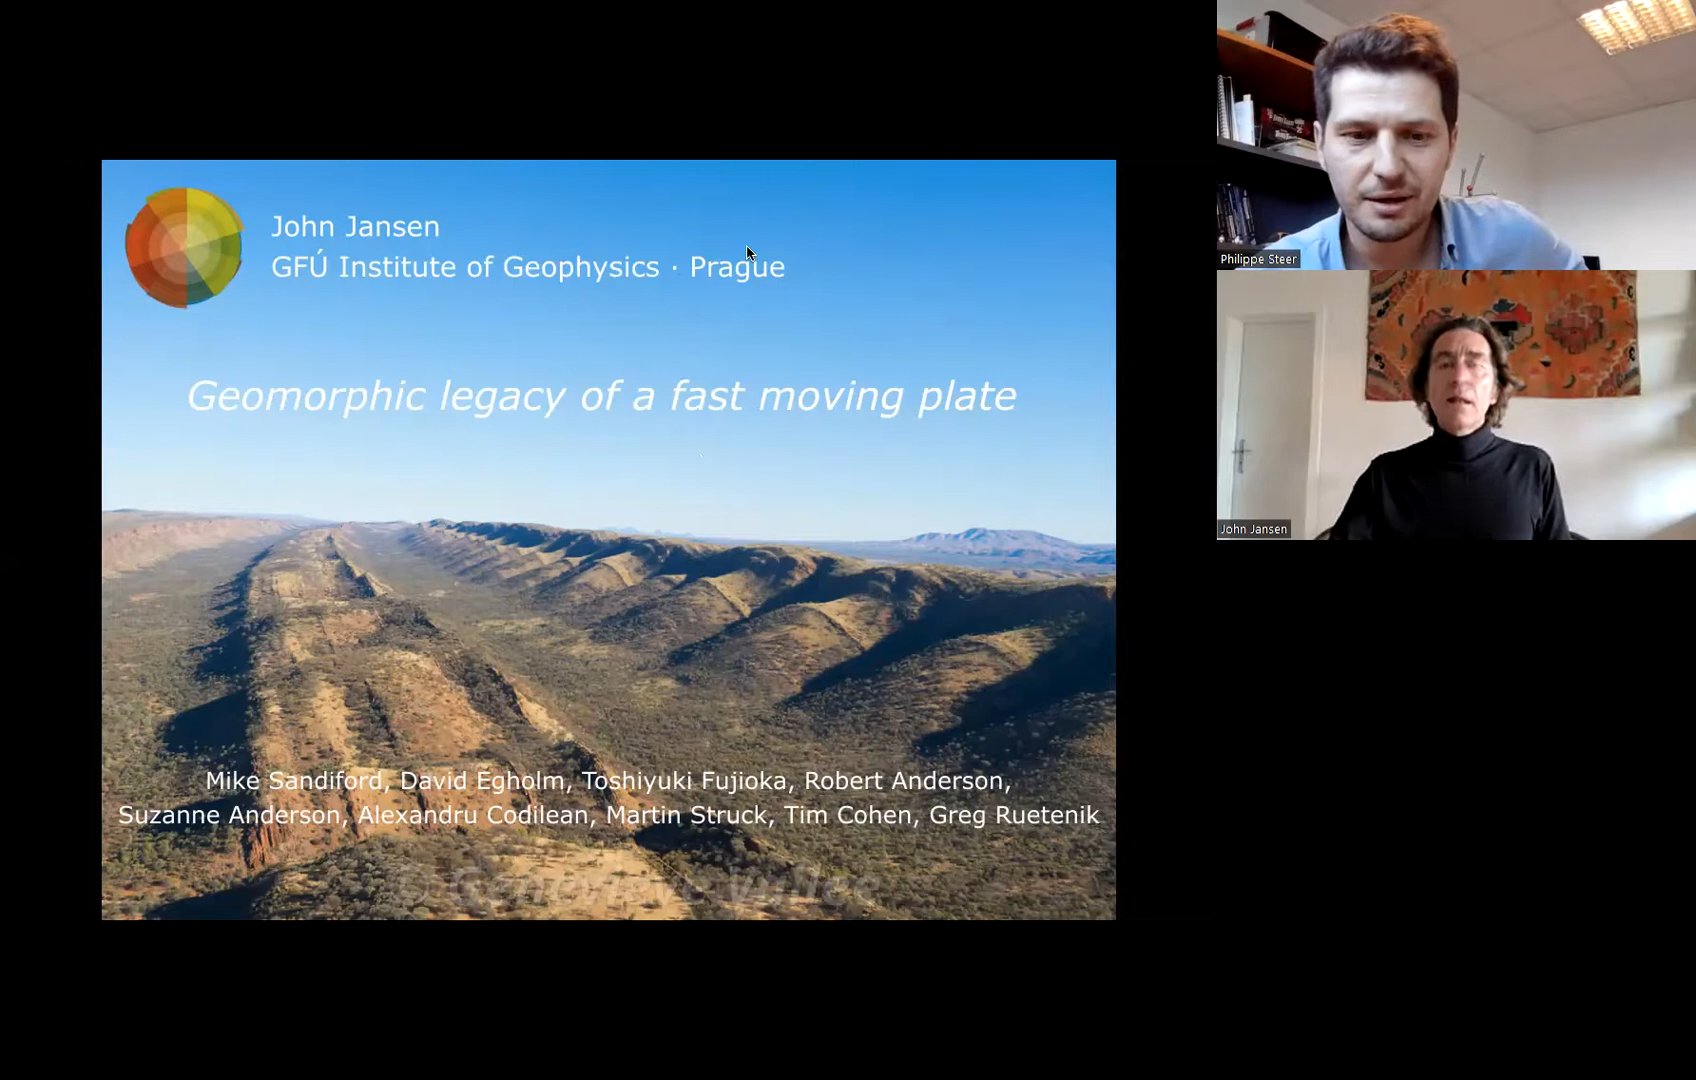 John Jansen
GFÚ Institute of Geophysics · Prague
Geomorphic legacy of a fast moving plate
Mike Sandiford, David Egholm, Toshiyuki Fujioka, Robert Anderson,
Suzanne Anderson, Alexandru Codilean, Martin Struck, Tim Cohen, Greg Ruetenik
Philippe Steer
John Jansen